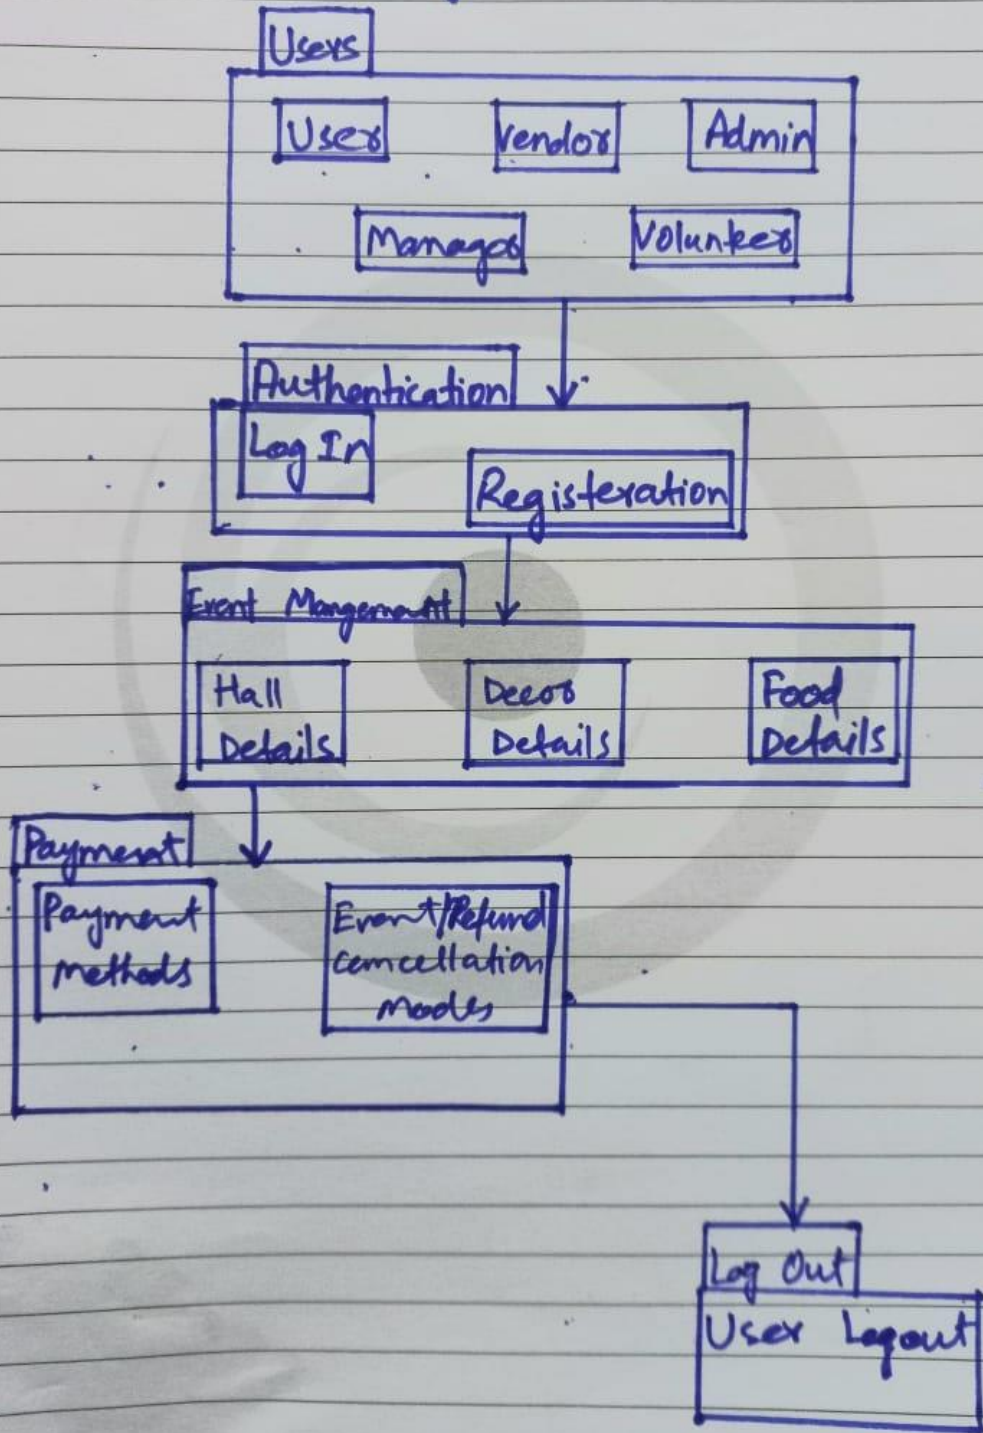 Users
User Vendor Admin
Manager Volunteer
Authentication
Log In
Registeration
Event Mangement
Hall Decor Food
Details Details Details
Payment
Payment Event/Refund
Methods cancellation
Modes
Log Out
User Logout